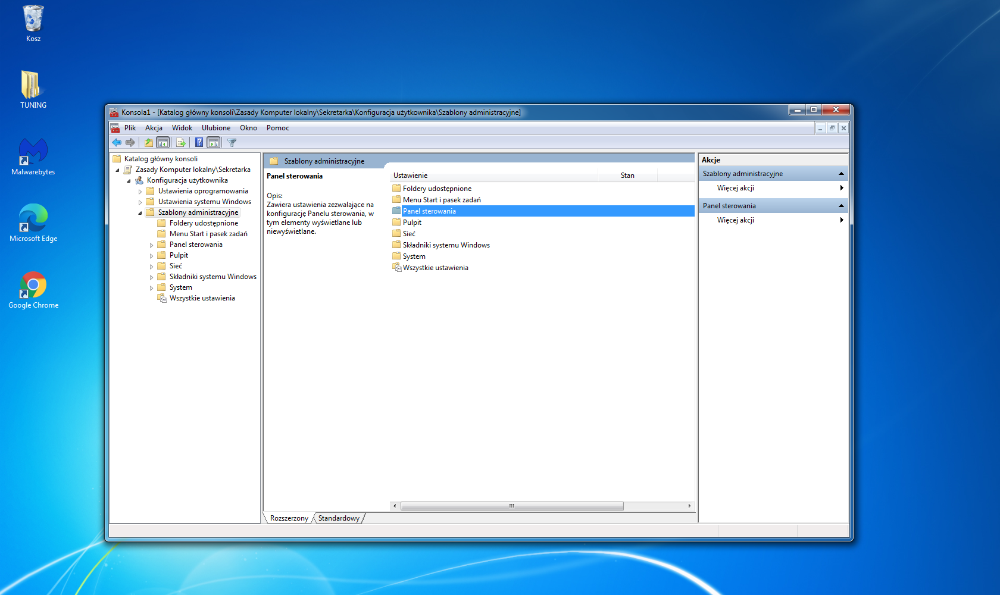 Kosz
TUNING
Malwarebytes
Microsoft Edge
Google Chrome
Konsola1 - [Katalog główny konsoli\Zasady Komputer lokalny\Sekretarka\Konfiguracja użytkownika\Szablony administracyjne]
Plik Akcja Widok Ulubione Okno Pomoc
Katalog główny konsoli
Zasady Komputer lokalny\Sekretarka
Konfiguracja użytkownika
Ustawienia oprogramowania
Ustawienia systemu Windows
Szablony administracyjne
Foldery udostępnione
Menu Start i pasek zadań
Panel sterowania
Pulpit
Sieć
Składniki systemu Windows
System
Wszystkie ustawienia
Szablony administracyjne
Panel sterowania
Opis:
Zawiera ustawienia zezwalające na
konfigurację Panelu sterowania, w
tym elementy wyświetlane lub
niewyświetlane.
Ustawienie Stan
Foldery udostępnione
Menu Start i pasek zadań
Panel sterowania
Pulpit
Sieć
Składniki systemu Windows
System
Wszystkie ustawienia
Rozszerzony Standardowy
Akcje
Szablony administracyjne
Więcej akcji
Panel sterowania
Więcej akcji